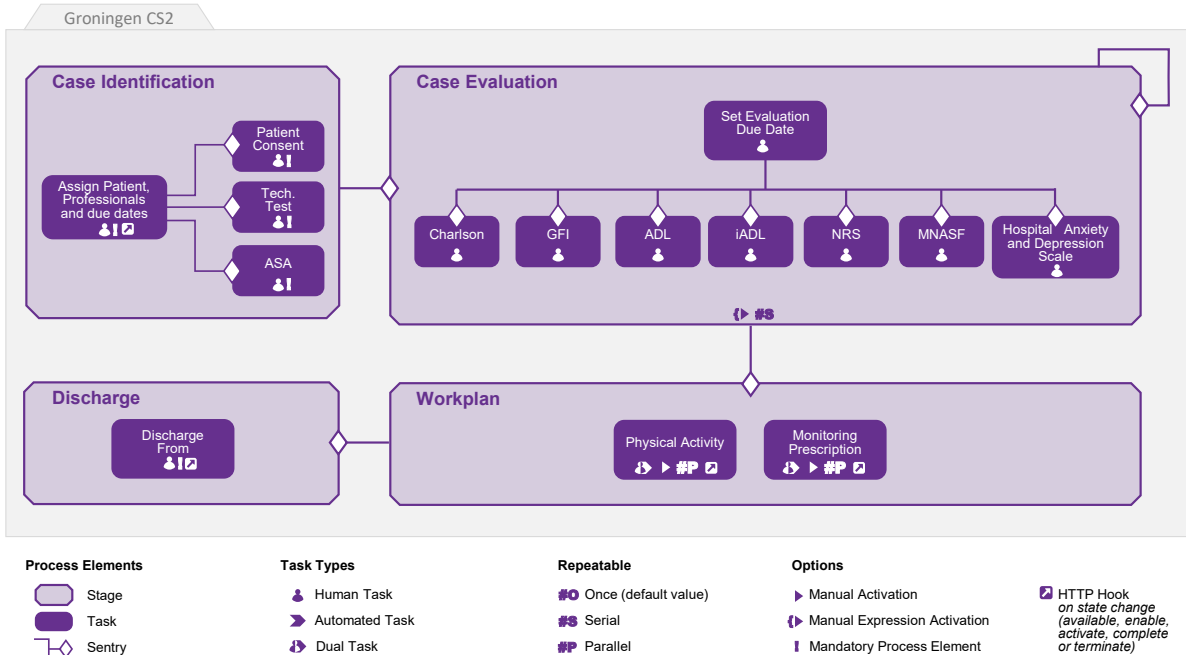 Groningen CS2
Case Identification
Assign Patient,
Professionals
and due dates
Patient
Consent
Tech.
Test
ASA
Case Evaluation
Set Evaluation
Due Date
Charlson
GFI
ADL
iADL
NRS
MNASF
Hospital Anxiety
and Depression
Scale
#S
Discharge
Discharge
From
Workplan
Physical Activity
#P
Monitoring
Prescription
#P
Process Elements
Stage
Task
Sentry
Task Types
Human Task
Automated Task
Dual Task
Repeatable
#O Once (default value)
#S Serial
#P Parallel
Options
Manual Activation
Manual Expression Activation
Mandatory Process Element
HTTP Hook
on state change
(available, enable,
activate, complete
or terminate)